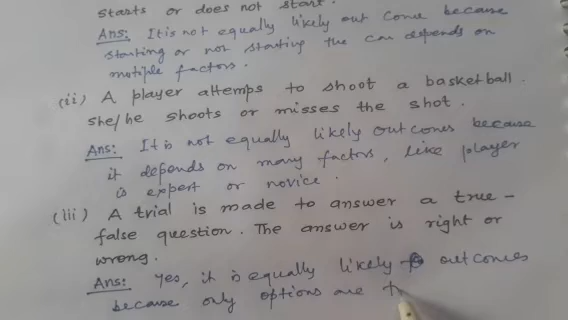 starts or does not start.
Ans: It is not equally likely out come because
starting or not starting the car depends on
multiple factors.
(ii) A player attemps to shoot a basketball.
she/he shoots or misses the shot.
Ans: It is not equally likely outcomes because
it depends on many factors, like player
is expert or novice.
(iii) A trial is made to answer a true-
false question. The answer is right or
wrong.
Ans: Yes, it is equally likely outcomes
because only options are t